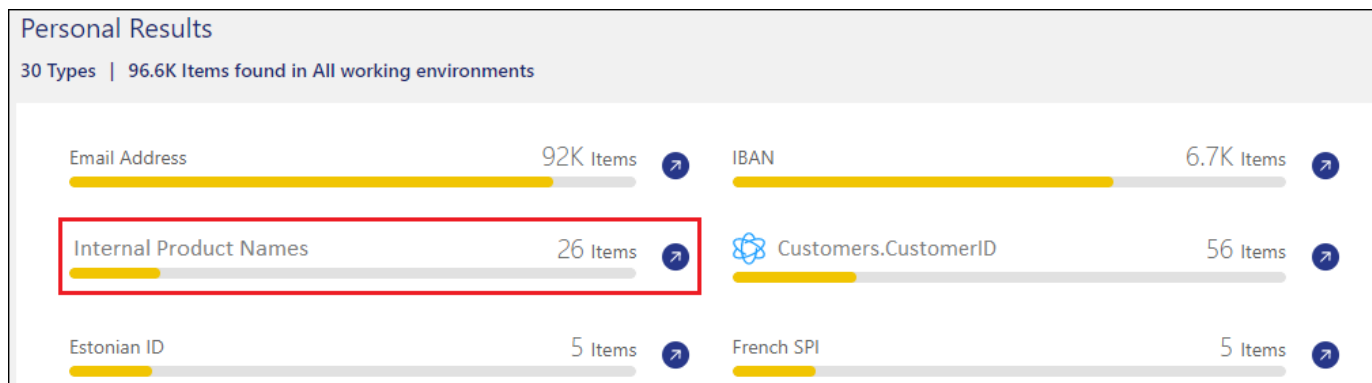 Personal Results
30 Types | 96.6K Items found in All working environments
Email Address 92K Items
IBAN 6.7K Items
Internal Product Names 26 Items
Customers.CustomerID 56 Items
Estonian ID 5 Items
French SPI 5 Items